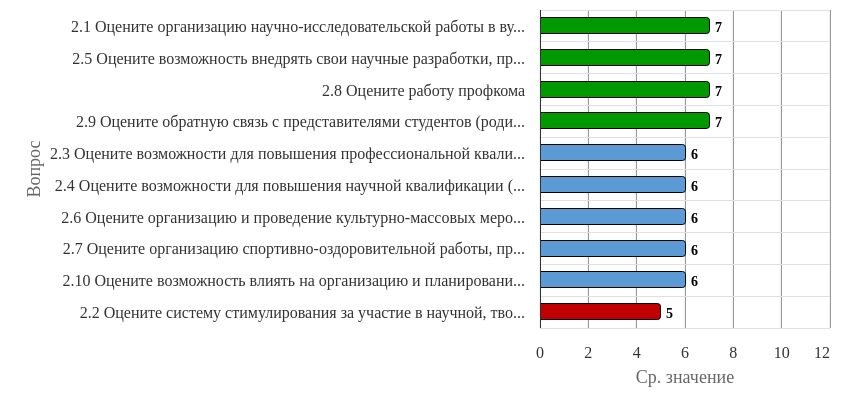 2.1 Оцените организацию научно-исследовательской работы в ву... 7
2.5 Оцените возможность внедрять свои научные разработки, пр... 7
2.8 Оцените работу профкома 7
2.9 Оцените обратную связь с представителями студентов (роди... 7
2.3 Оцените возможности для повышения профессиональной квали... 6
2.4 Оцените возможности для повышения научной квалификации (... 6
2.6 Оцените организацию и проведение культурно-массовых меро... 6
2.7 Оцените организацию спортивно-оздоровительной работы, пр... 6
2.10 Оцените возможность влиять на организацию и планировани... 6
2.2 Оцените систему стимулирования за участие в научной, тво... 5
Вопрос
0 2 4 6 8 10 12
Ср. значение